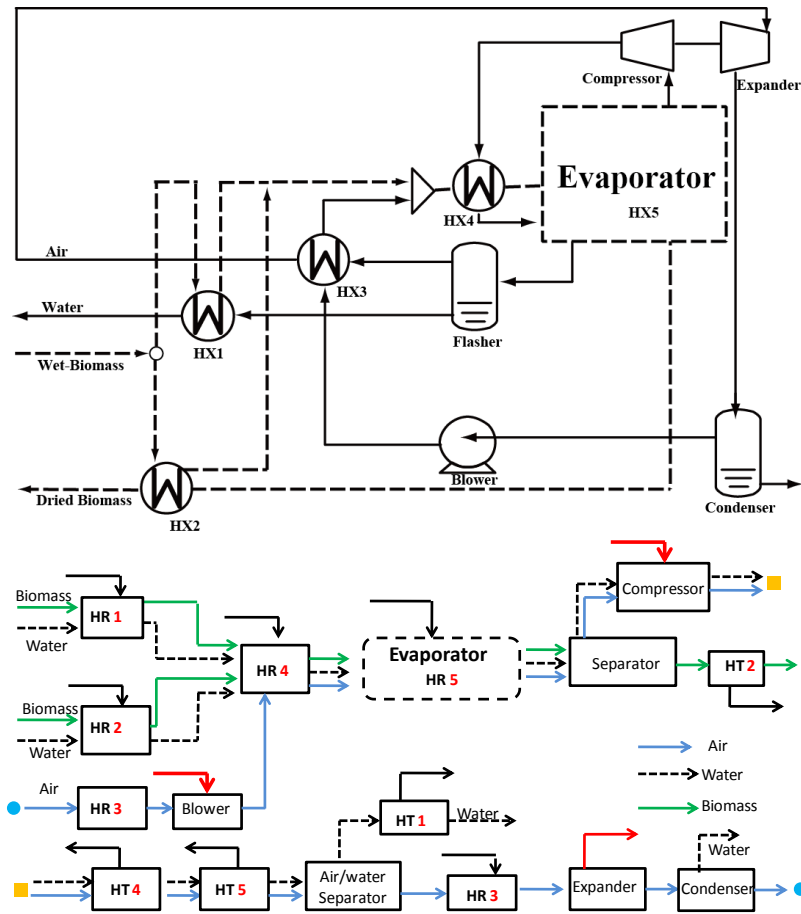 Compressor
Expander
Evaporator
HX4
HX5
Air
HX3
Water
HX1
Flasher
Wet-Biomass
Dried Biomass
HX2
Blower
Condenser
Biomass
HR 1
Water
Compressor
HR 4
Evaporator
HR 5
Separator
HT 2
Biomass
HR 2
Water
Air
HR 3
Blower
Air
Water
Biomass
HT 1
Water
HT 4
HT 5
Air/water
Separator
HR 3
Expander
Water
Condenser